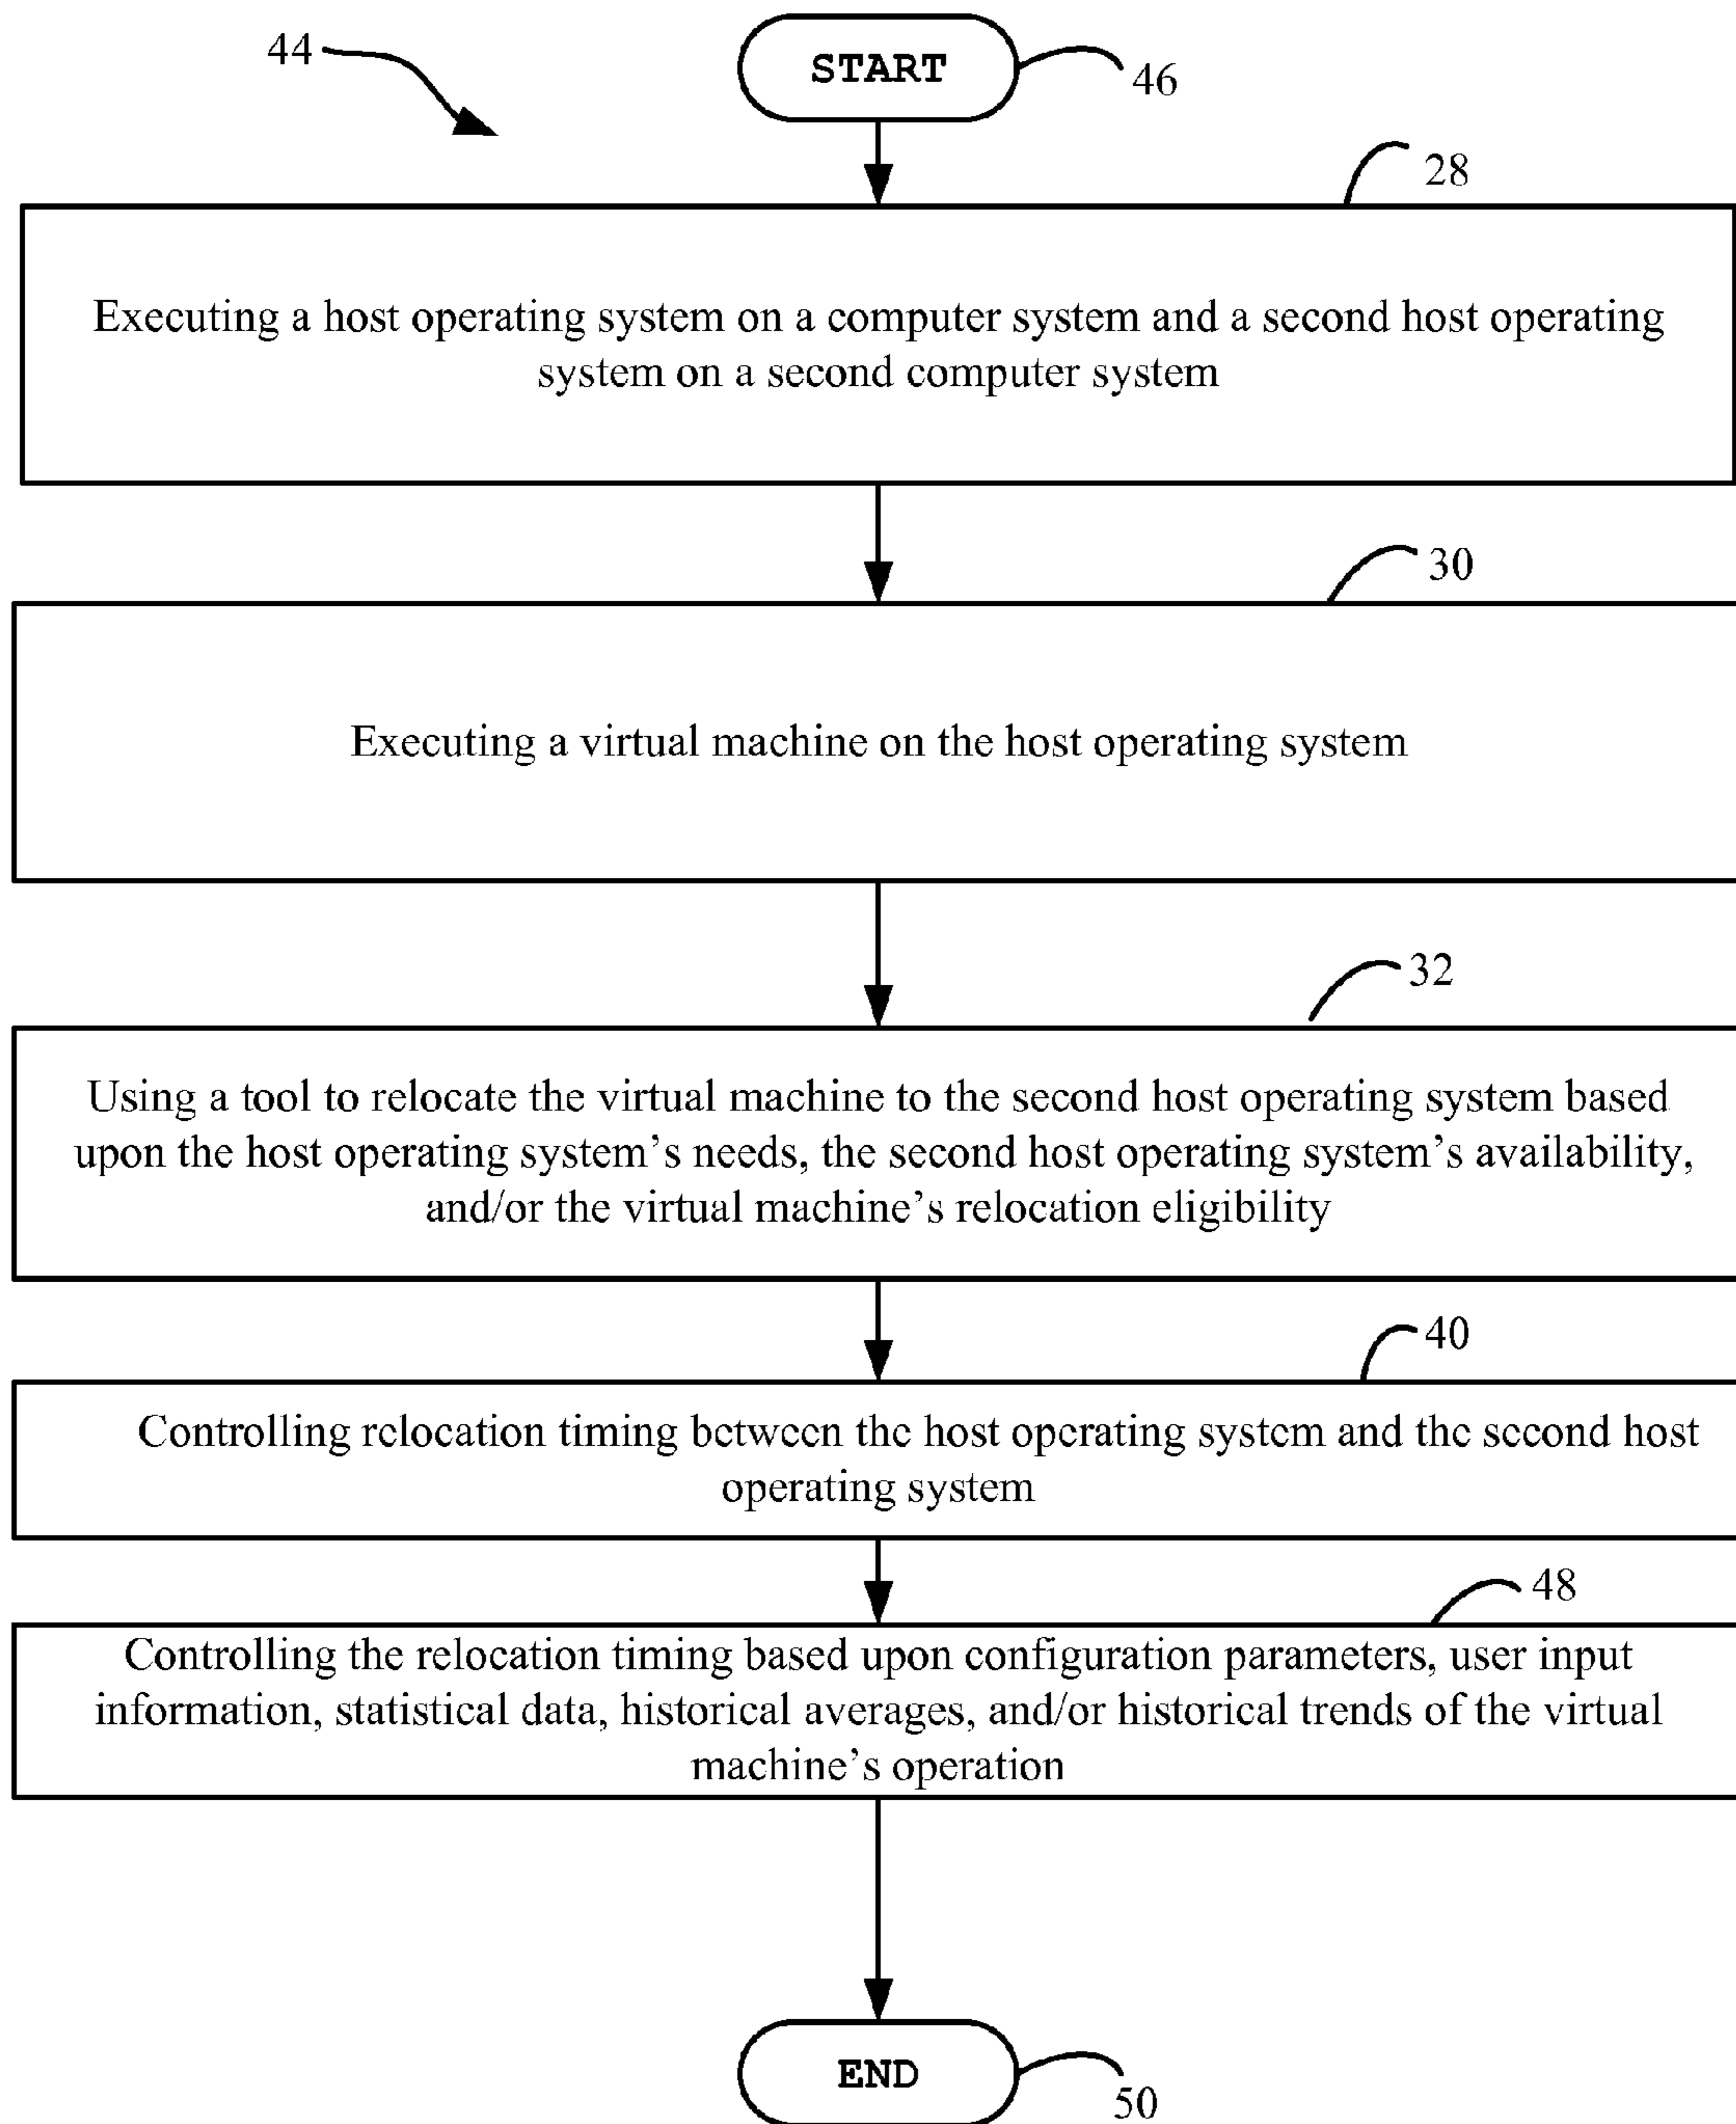 44
START
46
28
Executing a host operating system on a computer system and a second host operating
system on a second computer system
30
Executing a virtual machine on the host operating system
32
Using a tool to relocate the virtual machine to the second host operating system based
upon the host operating system’s needs, the second host operating system’s availability,
and/or the virtual machine’s relocation eligibility
40
Controlling relocation timing between the host operating system and the second host
operating system
48
Controlling the relocation timing based upon configuration parameters, user input
information, statistical data, historical averages, and/or historical trends of the virtual
machine’s operation
END
50